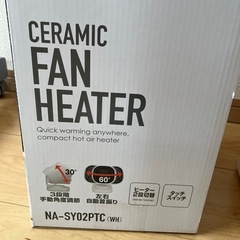 CERAMIC
FAN
HEATER
Quick warming anywhere,
compact hot air heater
30°
60°
3段階
手動角度調節
左右
自動首振り
ヒーター
2段切替
タッチ
スイッチ
NA-SY02PTC (WH)